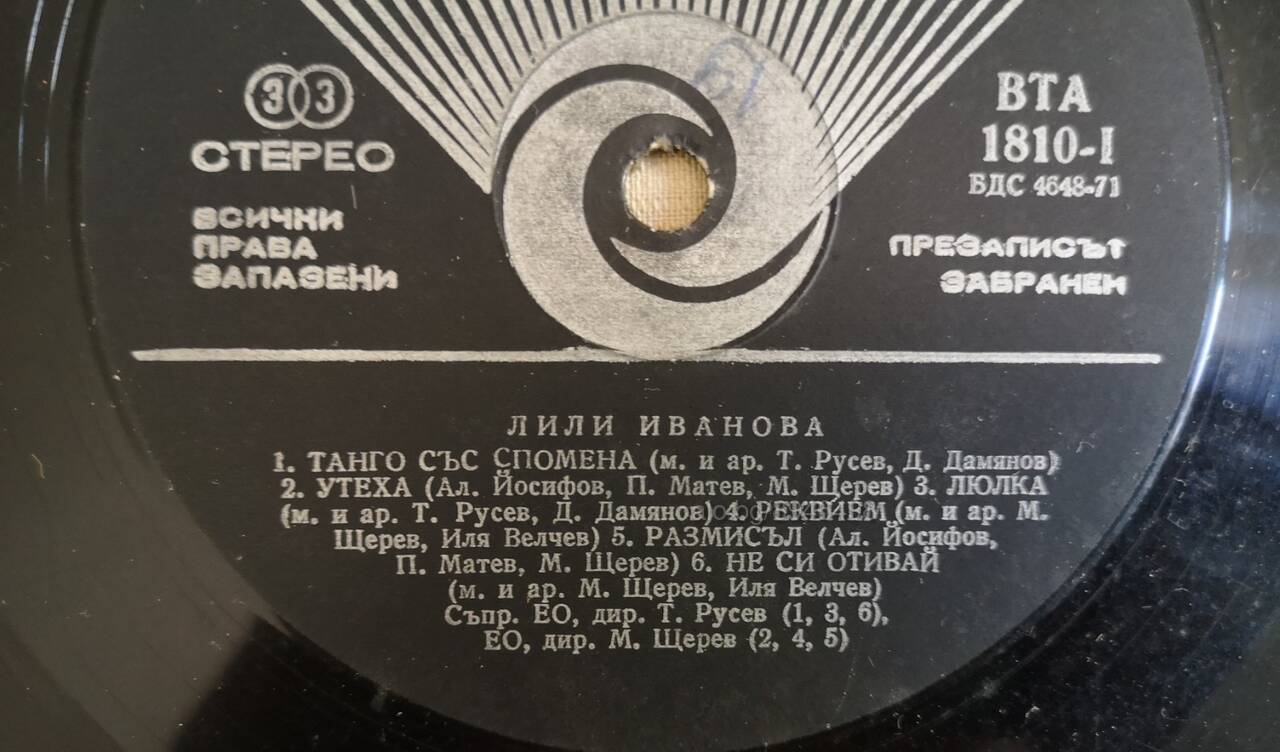 33
СТЕРЕО
ВСИЧКИ
ПРАВА
ЗАПАЗЕНИ
19
ВТА
1810-I
БДС 4648-71
ПРЕЗАПИСЪТ
ЗАБРАНЕН
ЛИЛИ ИВАНОВА
1. ТАНГО СЪС СПОМЕНА (м. и ар. Т. Русев, Д. Дамянов)
2. УТЕХА (Ал. Йосифов, П. Матев, М. Щерев) 3. ЛЮЛКА
(м. и ар. Т. Русев, Д. Дамянов) 4. РЕКВИЕМ (м. и ар. М.
Щерев, Иля Велчев) 5. РАЗМИСЪЛ (Ал. Йосифов,
П. Матев, М. Щерев) 6. НЕ СИ ОТИВАЙ
(м. и ар. М. Щерев, Иля Велчев)
Съпр. ЕО, дир. Т. Русев (1, 3, 6),
ЕО, дир. М. Щерев (2, 4, 5)